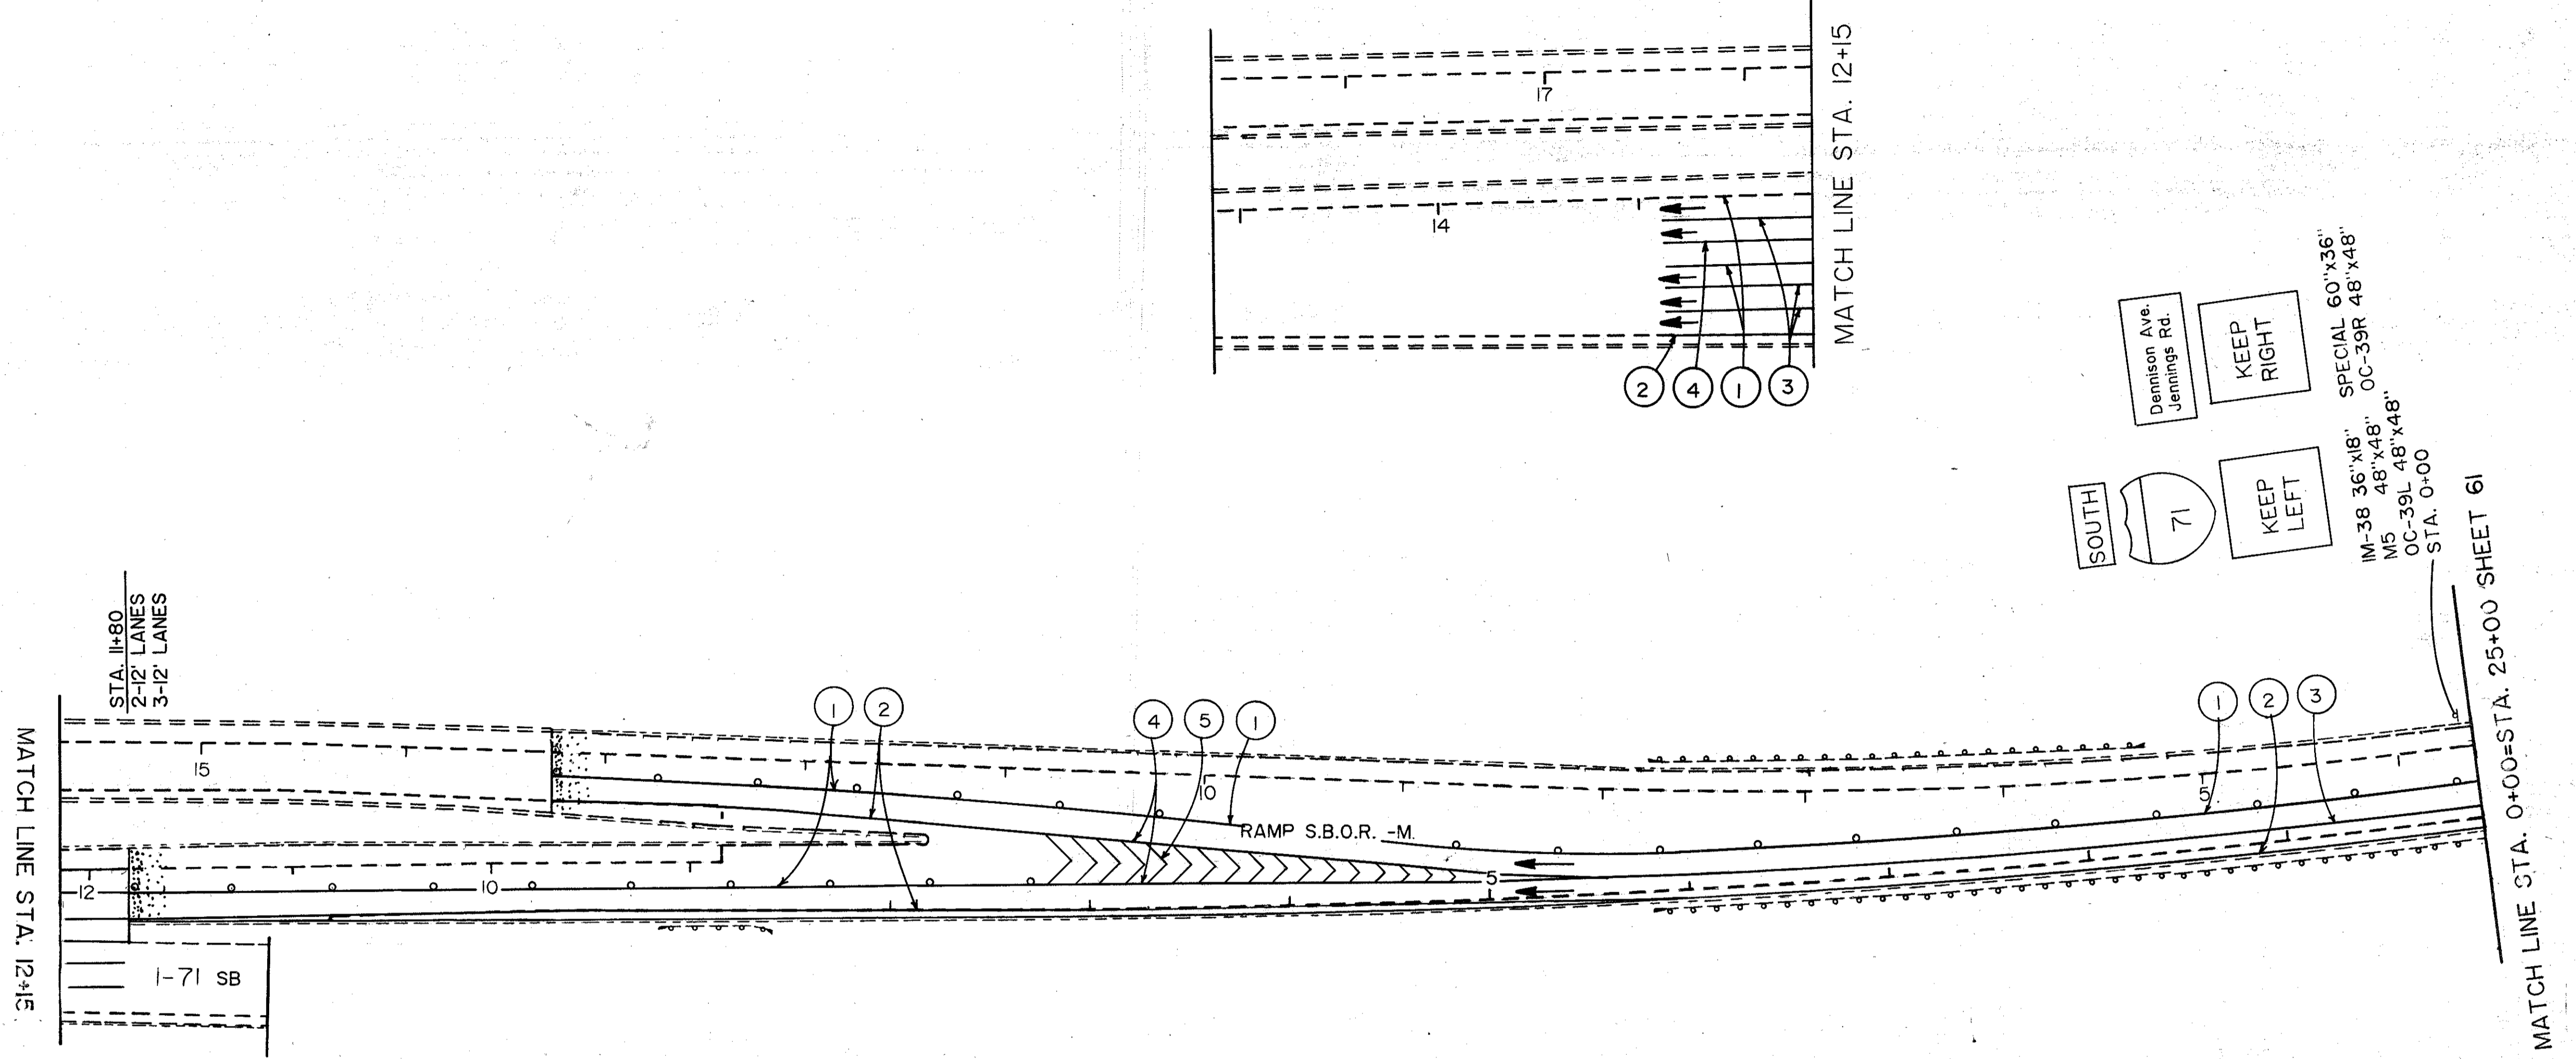 17
14
MATCH LINE STA. 12+15
2
4
1
3
Dennison Ave.
Jennings Rd.
KEEP
RIGHT
SPECIAL 60"x36"
OC-39R 48"x48"
SOUTH
71
KEEP
LEFT
IM-38 36"x18"
M5 48"x48"
OC-39L 48"x48"
STA. 0+00
MATCH LINE STA. 0+00=STA. 25+00 SHEET 61
STA. 11+80
2-12' LANES
3-12' LANES
MATCH LINE STA. 12+15
1
2
4
5
1
1
2
3
15
10
5
RAMP S.B.O.R. -M.
12
10
5
I-71 SB